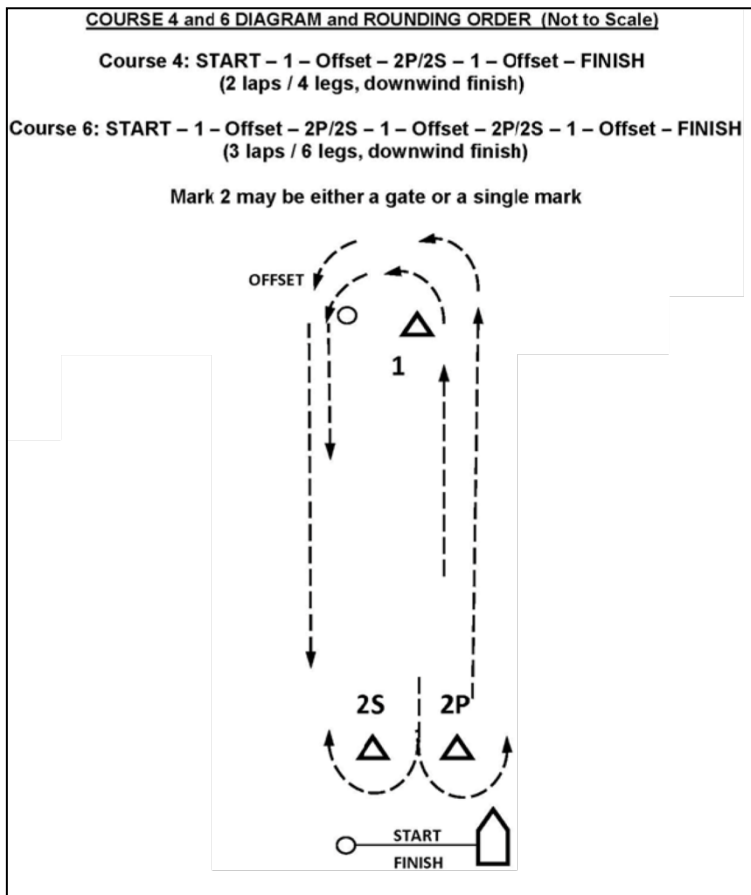 COURSE 4 and 6 DIAGRAM and ROUNDING ORDER (Not to Scale)
Course 4: START – 1 – Offset – 2P/2S – 1 – Offset – FINISH
(2 laps / 4 legs, downwind finish)
Course 6: START – 1 – Offset – 2P/2S – 1 – Offset – 2P/2S – 1 – Offset – FINISH
(3 laps / 6 legs, downwind finish)
Mark 2 may be either a gate or a single mark
OFFSET
1
2S 2P
START
FINISH